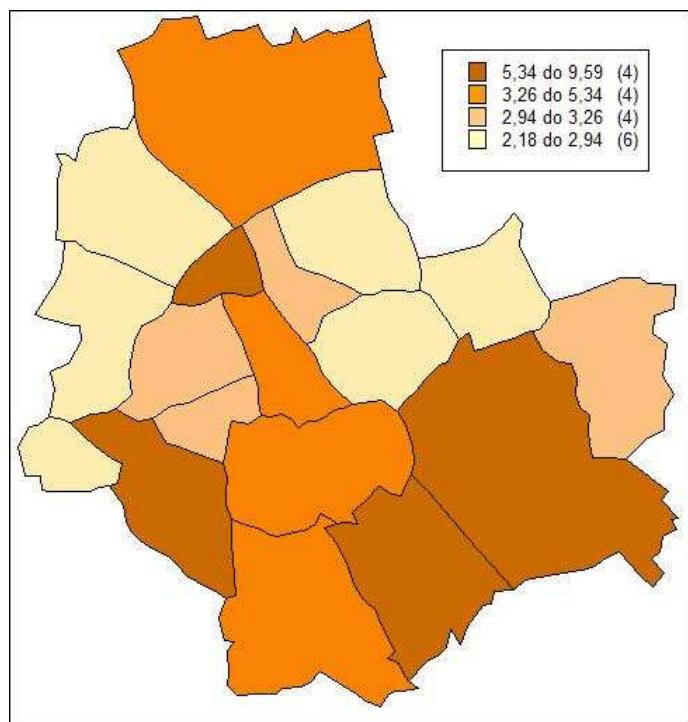 5,34 do 9,59 (4)
3,26 do 5,34 (4)
2,94 do 3,26 (4)
2,18 do 2,94 (6)